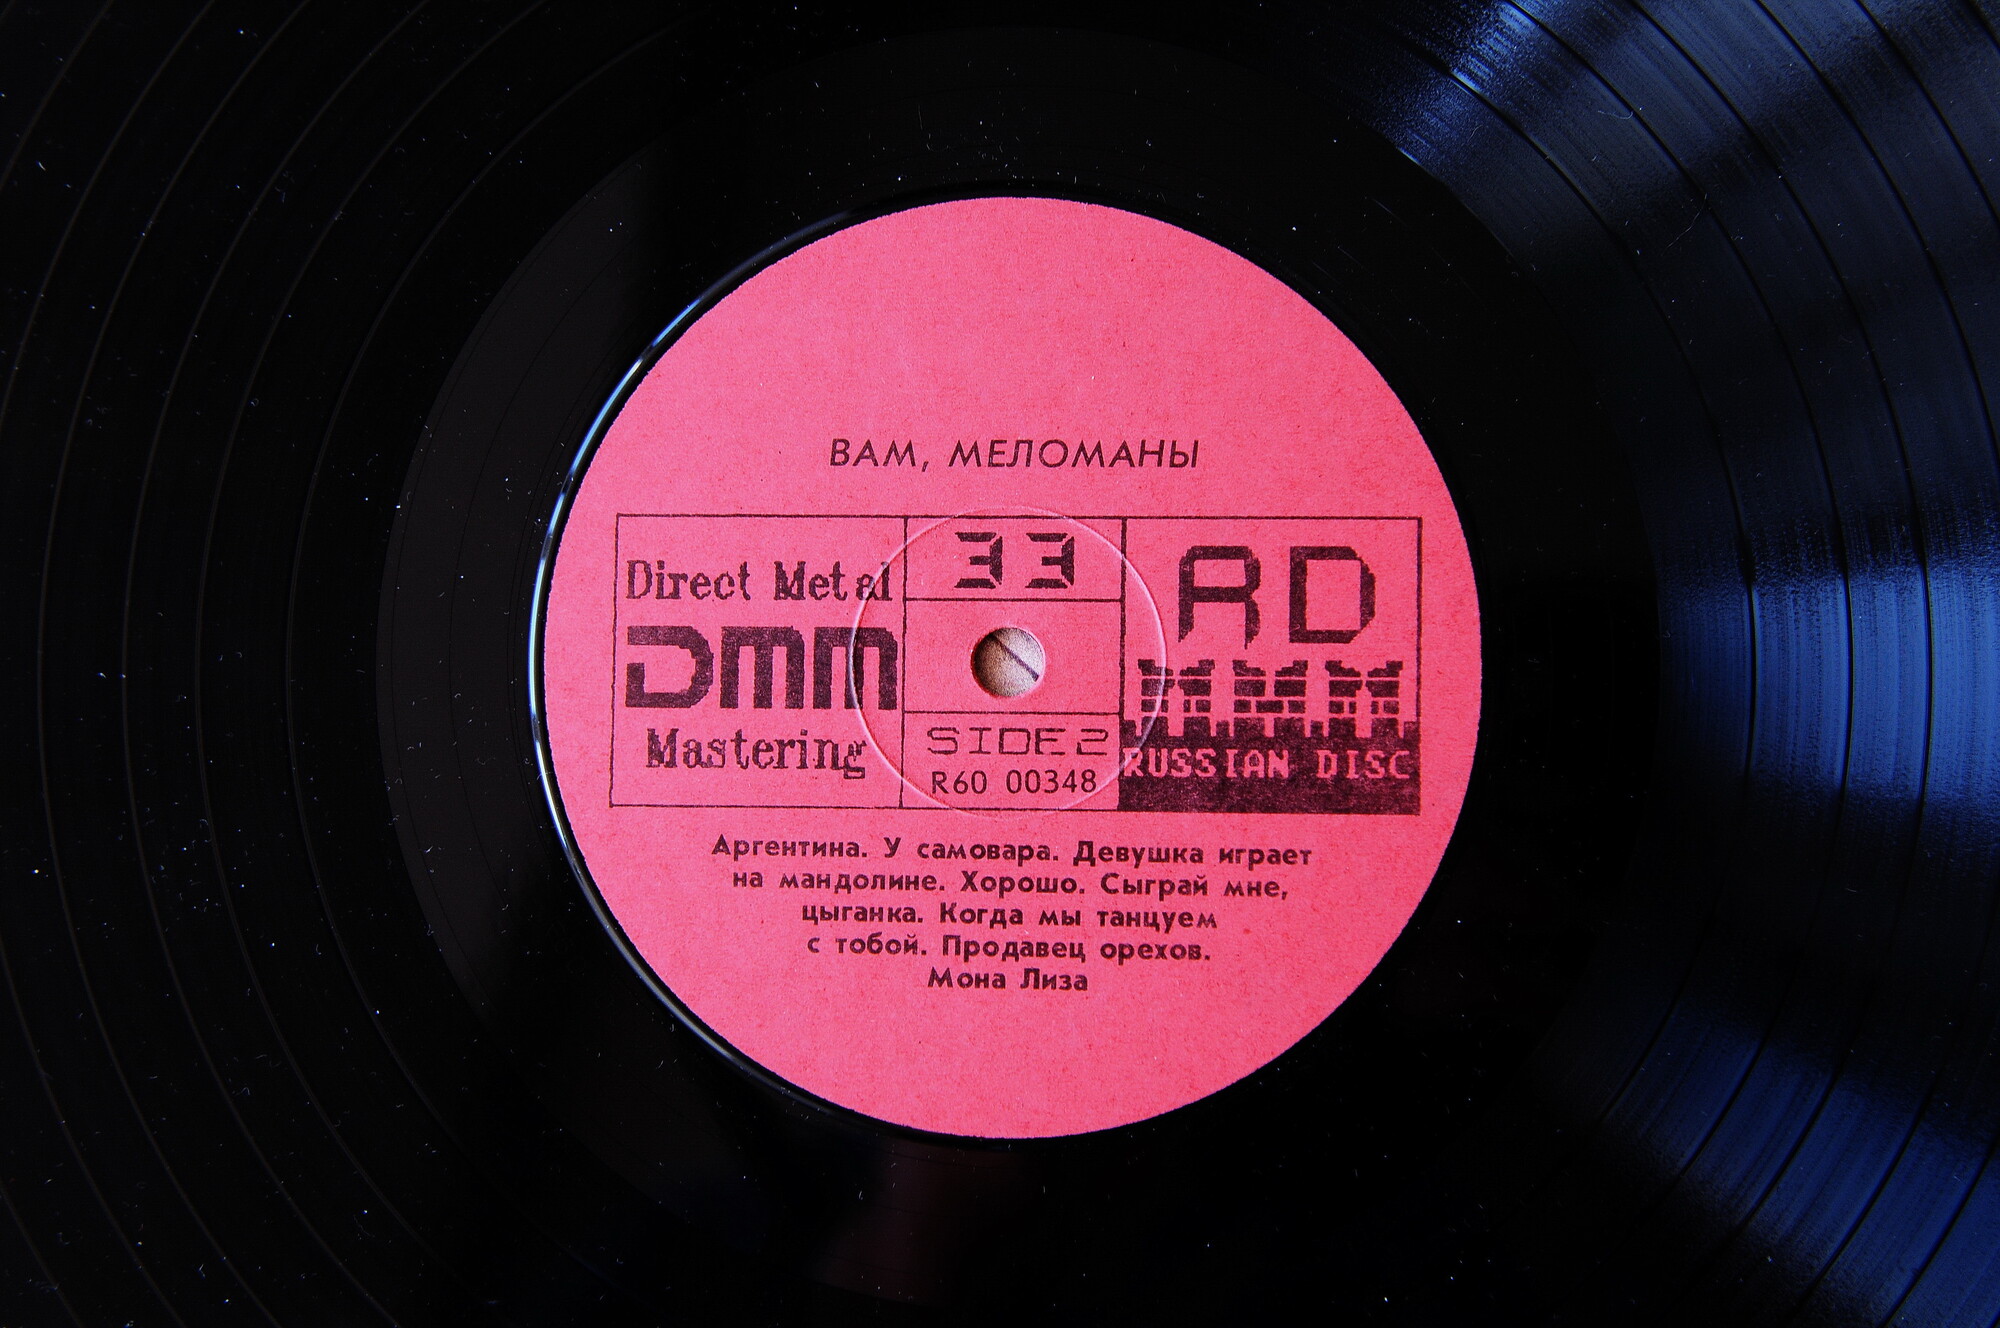 ВАМ, МЕЛОМАНЫ
Direct Metal
DMM
Mastering
33
SIDE 2
R60 00348
RD
RUSSIAN DISC
Аргентина. У самовара. Девушка играет
на мандолине. Хорошо. Сыграй мне,
цыганка. Когда мы танцуем
с тобой. Продавец орехов.
Мона Лиза